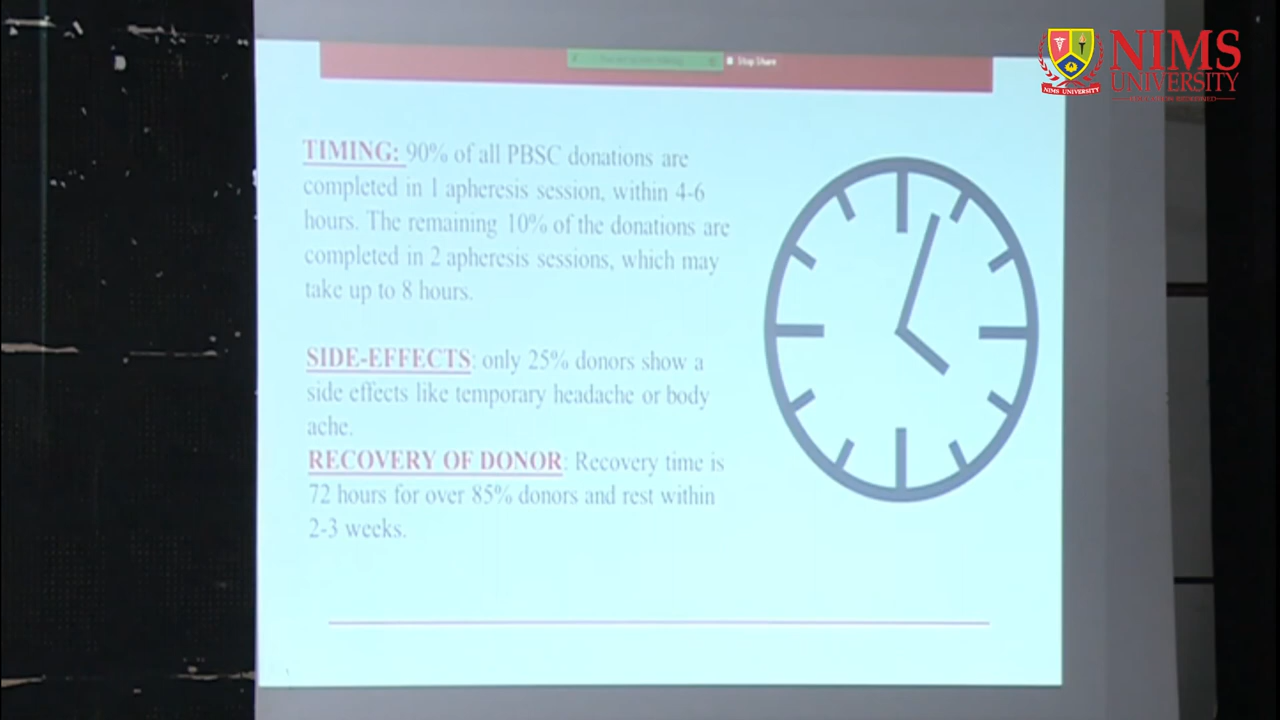 Stop Share
NIMS
UNIVERSITY
NIMS UNIVERSITY
TIMING: 90% of all PBSC donations are
completed in 1 apheresis session, within 4-6
hours. The remaining 10% of the donations are
completed in 2 apheresis sessions, which may
take up to 8 hours.
SIDE-EFFECTS: only 25% donors show a
side effects like temporary headache or body
ache.
RECOVERY OF DONOR: Recovery time is
72 hours for over 85% donors and rest within
2-3 weeks.